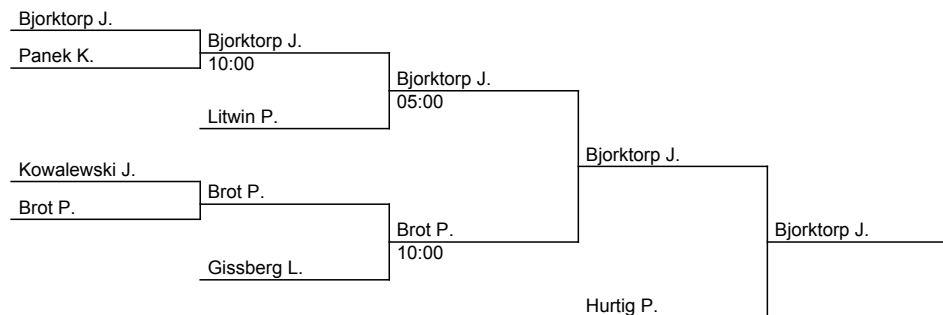 Bjorktorp J.
Panek K.
Bjorktorp J.
10:00
Litwin P.
Bjorktorp J.
05:00
Kowalewski J.
Brot P.
Brot P.
Gissberg L.
Brot P.
10:00
Bjorktorp J.
Hurtig P.
Bjorktorp J.